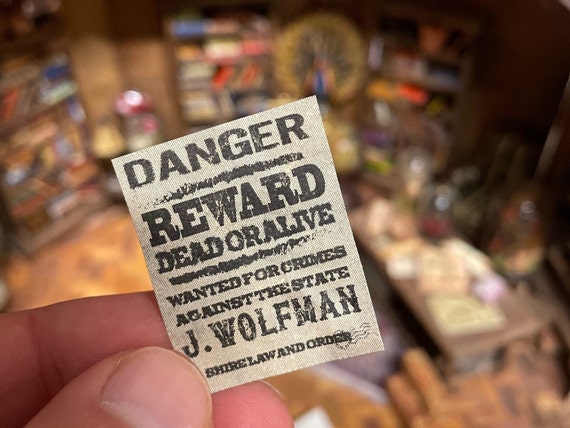 DANGER
REWARD
DEAD OR ALIVE
WANTED FOR CRIMES
AGAINST THE STATE
J. WOLFMAN
SHIRE LAW AND ORDER